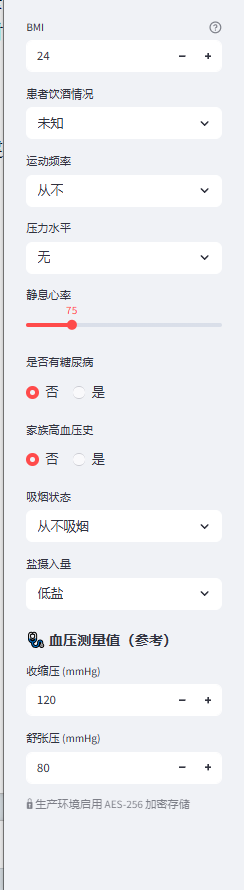 BMI
24
患者饮酒情况
未知
运动频率
从不
压力水平
无
静息心率
75
是否有糖尿病
否 是
家族高血压史
否 是
吸烟状态
从不吸烟
盐摄入量
低盐
血压测量值（参考）
收缩压 (mmHg)
120
舒张压 (mmHg)
80
生产环境启用 AES-256 加密存储